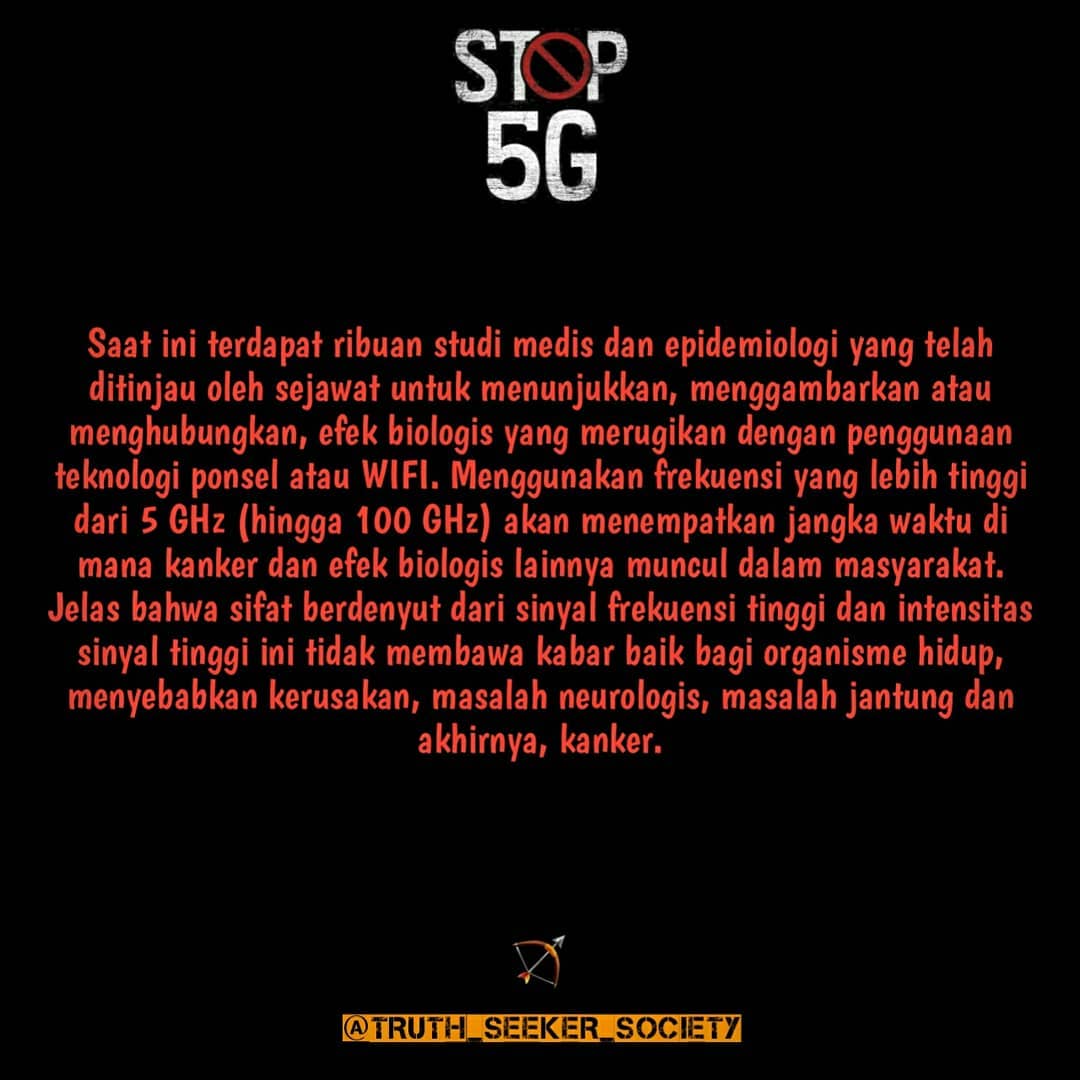 STOP
5G
Saat ini terdapat ribuan studi medis dan epidemiologi yang telah
ditinjau oleh sejawat untuk menunjukkan, menggambarkan atau
menghubungkan, efek biologis yang merugikan dengan penggunaan
teknologi ponsel atau WIFI. Menggunakan frekuensi yang lebih tinggi
dari 5 GHz (hingga 100 GHz) akan menempatkan jangka waktu di
mana kanker dan efek biologis lainnya muncul dalam masyarakat.
Jelas bahwa sifat berdenyut dari sinyal frekuensi tinggi dan intensitas
sinyal tinggi ini tidak membawa kabar baik bagi organisme hidup,
menyebabkan kerusakan, masalah neurologis, masalah jantung dan
akhirnya, kanker.
@TRUTH_SEEKER_SOCIETY